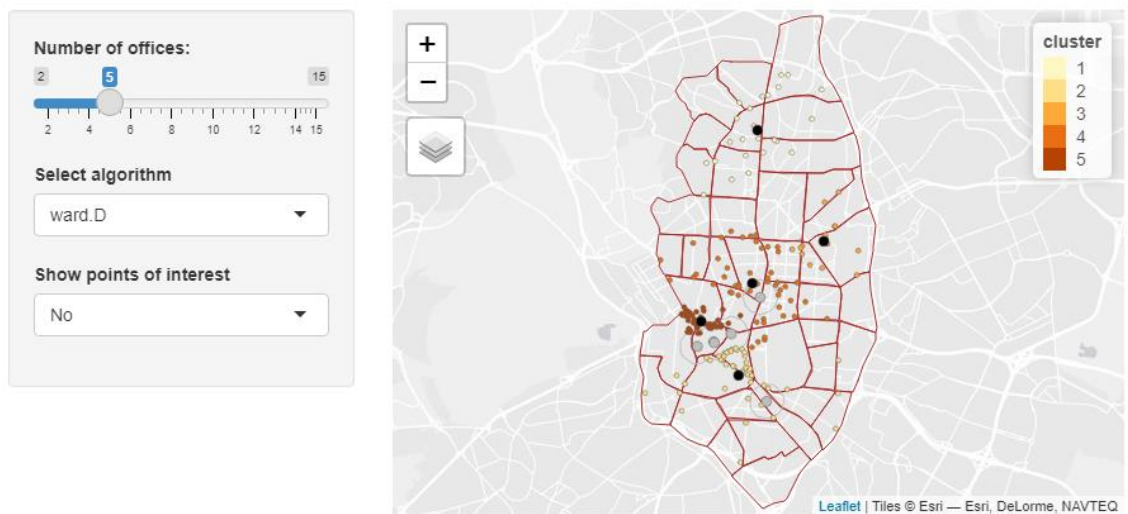 Number of offices:
2 5 15
2 4 6 8 10 12 14 15
Select algorithm
ward.D
Show points of interest
No
+
−
cluster
1
2
3
4
5
Leaflet | Tiles © Esri — Esri, DeLorme, NAVTEQ